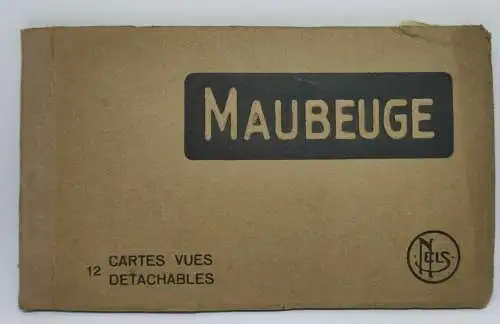 MAUBEUGE
12 CARTES VUES
DETACHABLES
NELS